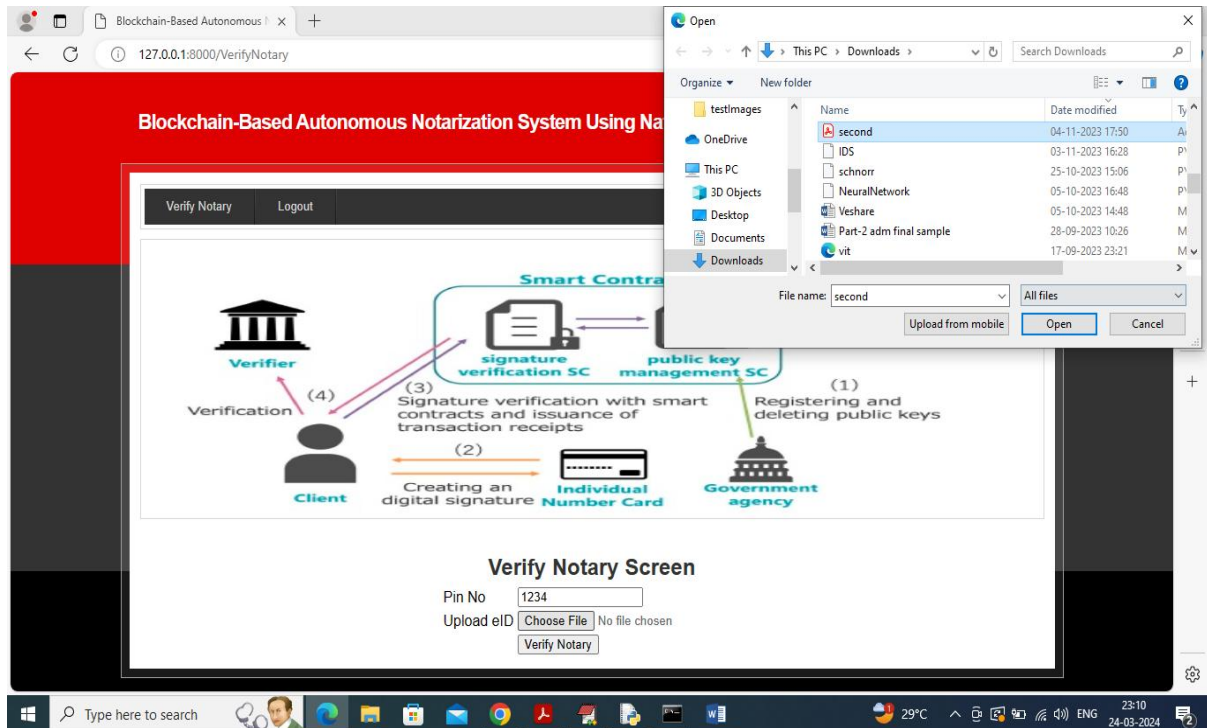 Blockchain-Based Autonomous N
127.0.0.1:8000/VerifyNotary
Open
This PC > Downloads >
Search Downloads
Organize
New folder
Name
Date modified
Ty
testImages
OneDrive
This PC
3D Objects
Desktop
Documents
Downloads
second 04-11-2023 17:50 A
IDS 03-11-2023 16:28 PY
schnorr 25-10-2023 15:06 PY
NeuralNetwork 05-10-2023 16:48 PY
Veshare 05-10-2023 14:48 M
Part-2 adm final sample 28-09-2023 10:26 M
vit 17-09-2023 23:21 M
File name: second
All files
Upload from mobile
Open
Cancel
Blockchain-Based Autonomous Notarization System Using Na
Verify Notary
Logout
Smart Contra
signature
verification SC
public key
management SC
Verifier
Verification
(4)
(3)
Signature verification with smart
contracts and issuance of
transaction receipts
(1)
Registering and
deleting public keys
(2)
Creating an
digital signature
Client
Individual
Number Card
Government
agency
Verify Notary Screen
Pin No 1234
Upload eID Choose File No file chosen
Verify Notary
Type here to search
29°C
ENG
23:10
24-03-2024
2